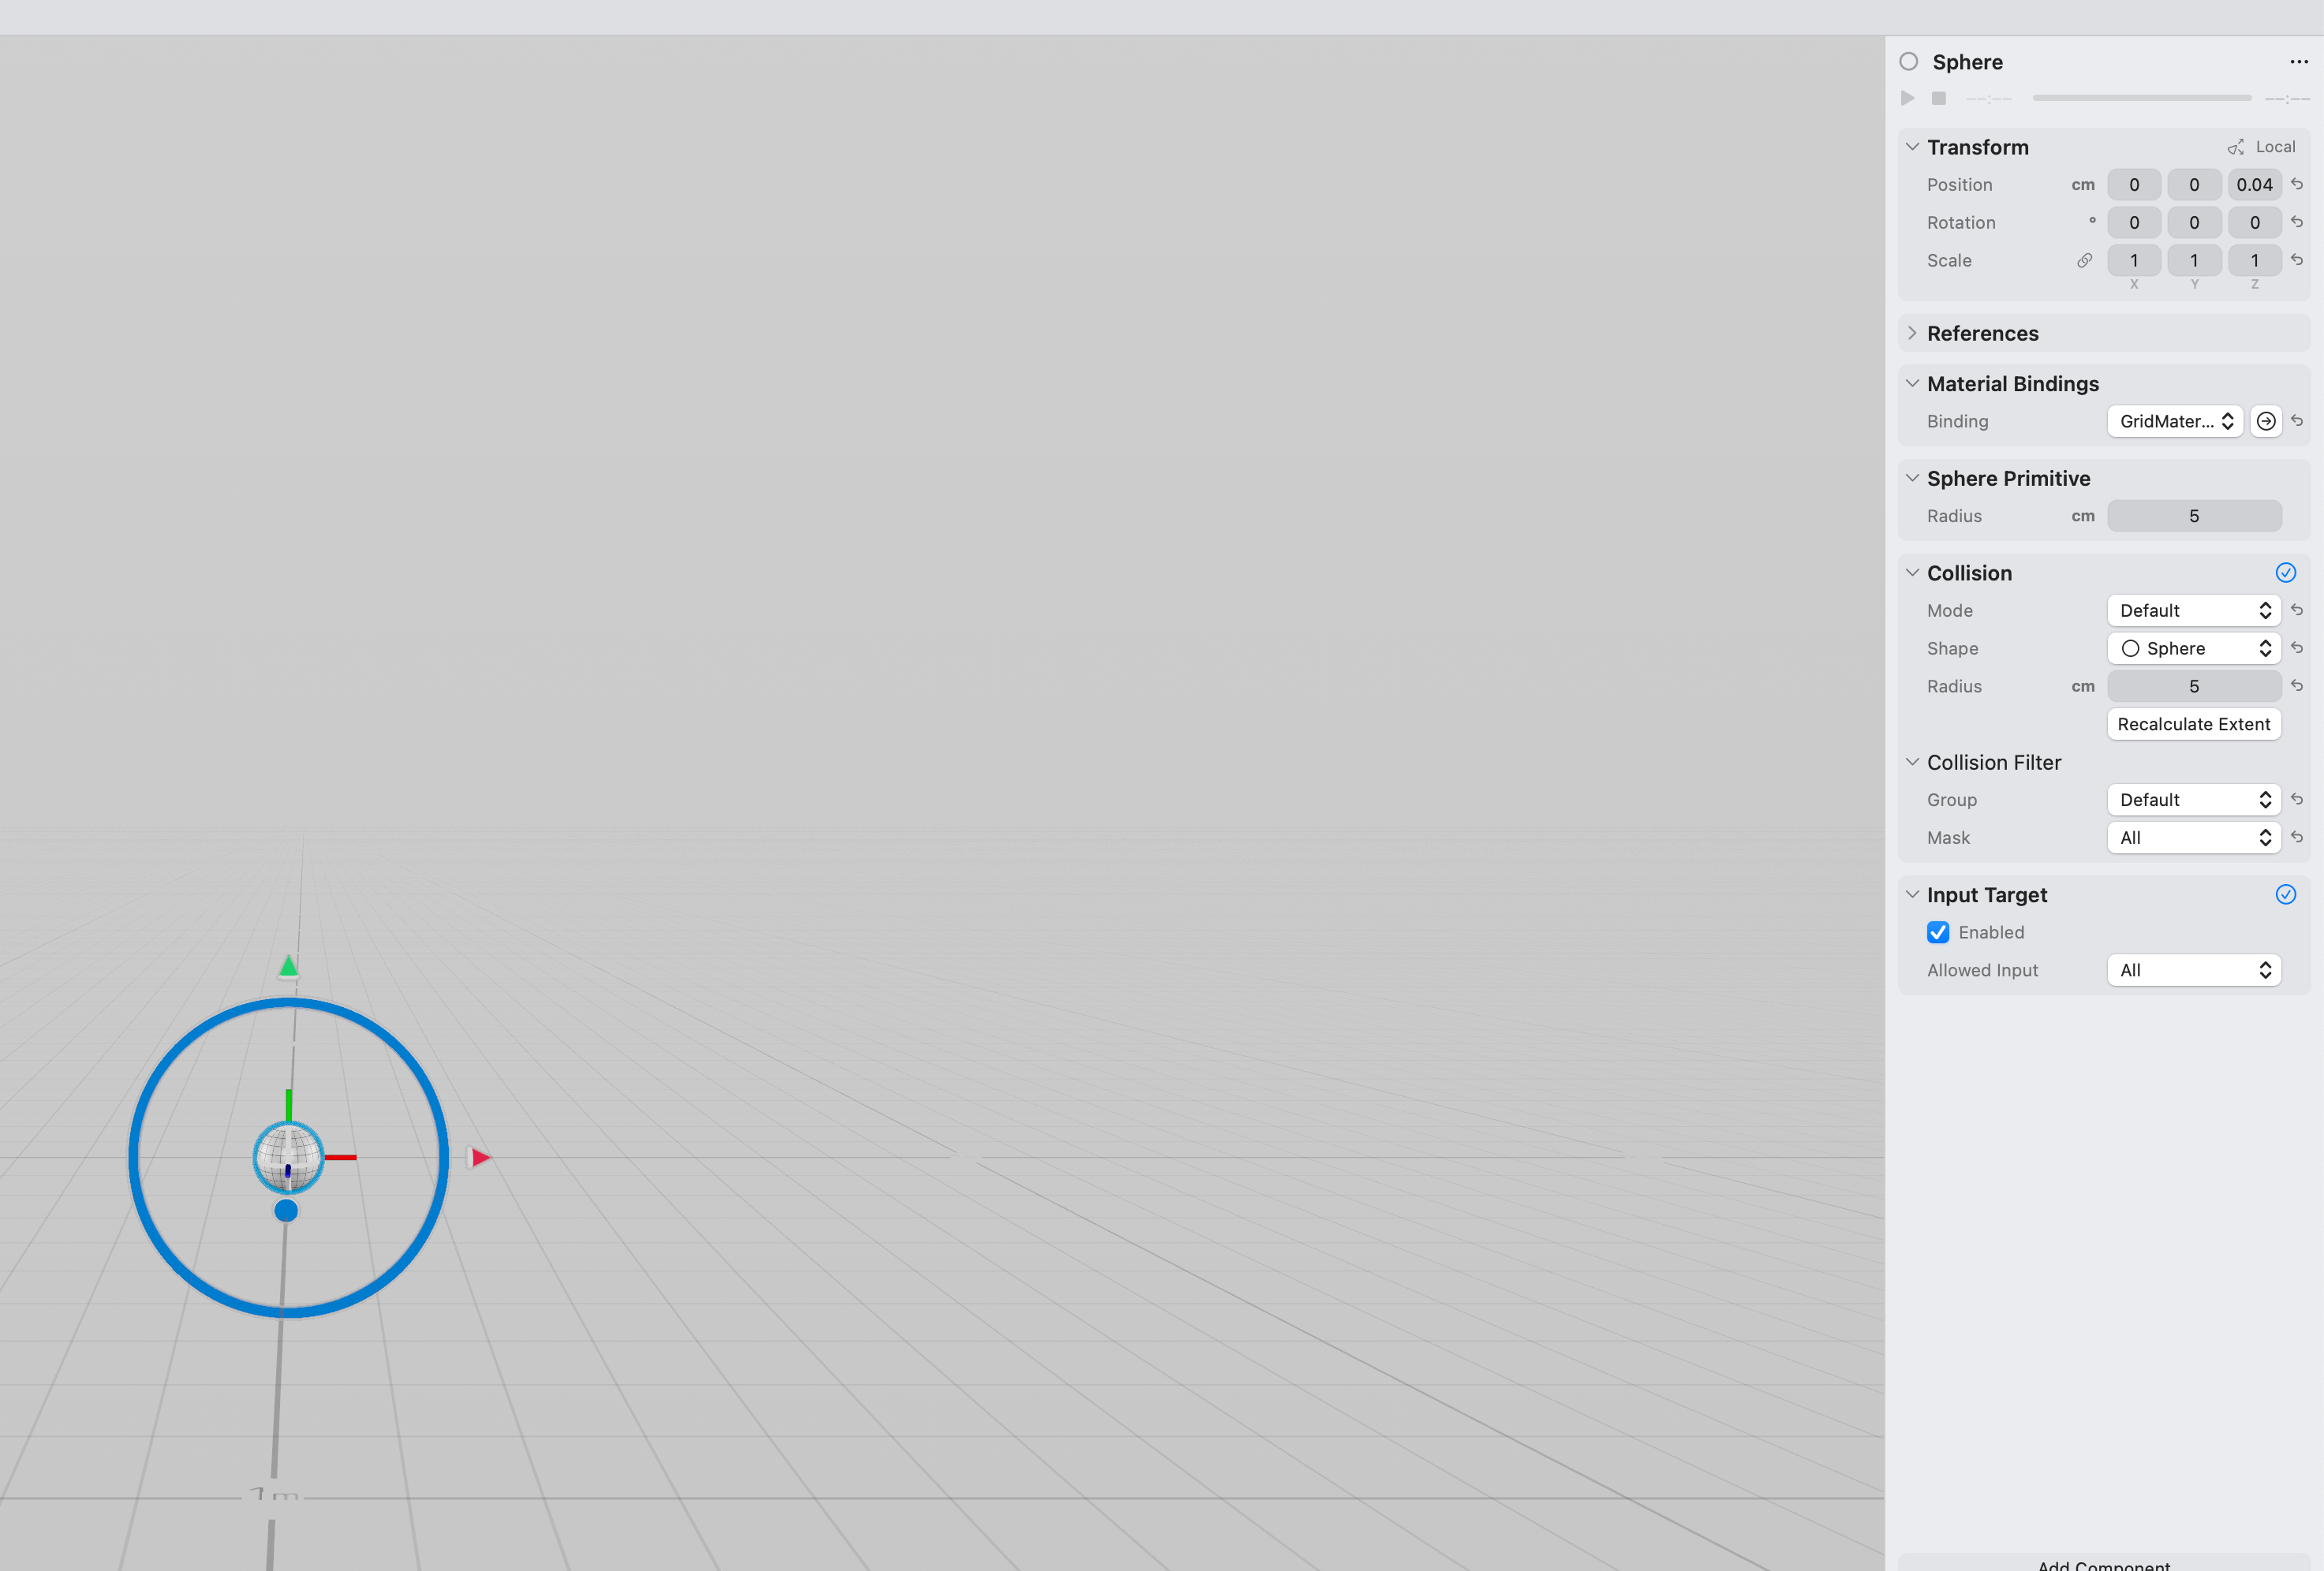 Sphere
--:-- --:--
Transform Local
Position cm 0 0 0.04
Rotation ° 0 0 0
Scale 1 1 1
X Y Z
References
Material Bindings
Binding GridMater...
Sphere Primitive
Radius cm 5
Collision
Mode Default
Shape Sphere
Radius cm 5
Recalculate Extent
Collision Filter
Group Default
Mask All
Input Target
Enabled
Allowed Input All
1m
Add Component